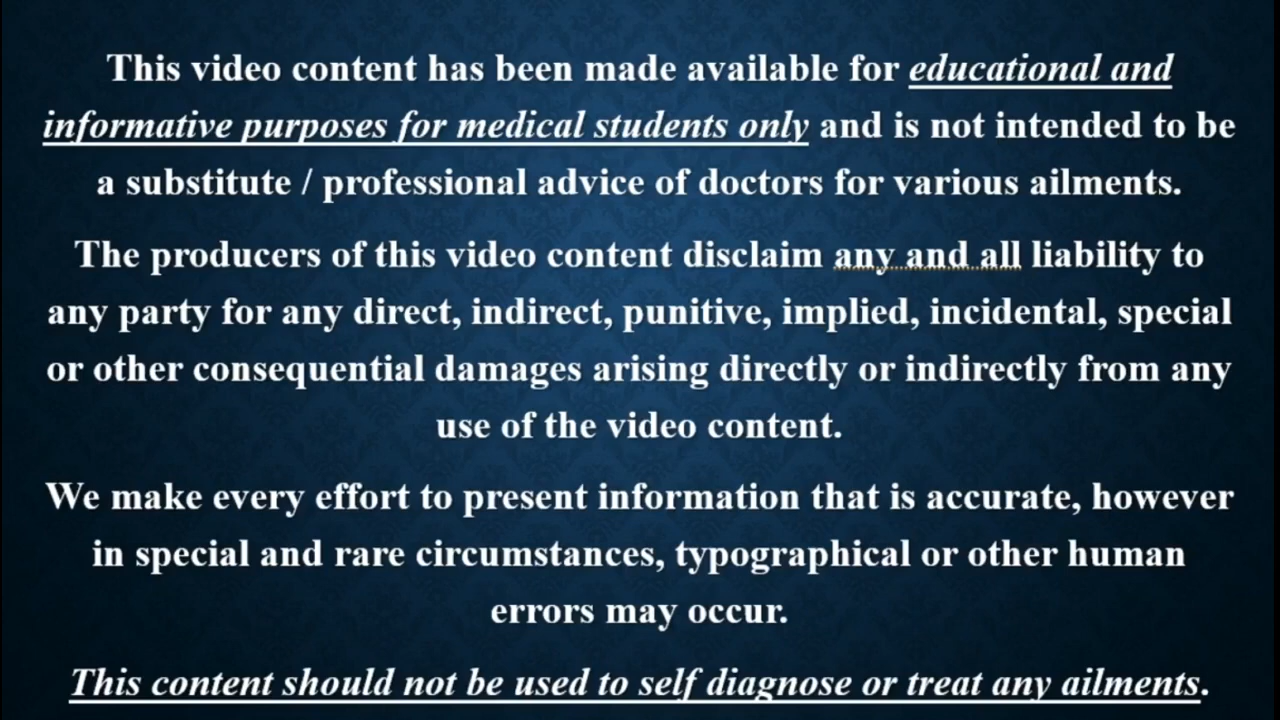 This video content has been made available for educational and
informative purposes for medical students only and is not intended to be
a substitute / professional advice of doctors for various ailments.
The producers of this video content disclaim any and all liability to
any party for any direct, indirect, punitive, implied, incidental, special
or other consequential damages arising directly or indirectly from any
use of the video content.
We make every effort to present information that is accurate, however
in special and rare circumstances, typographical or other human
errors may occur.
This content should not be used to self diagnose or treat any ailments.